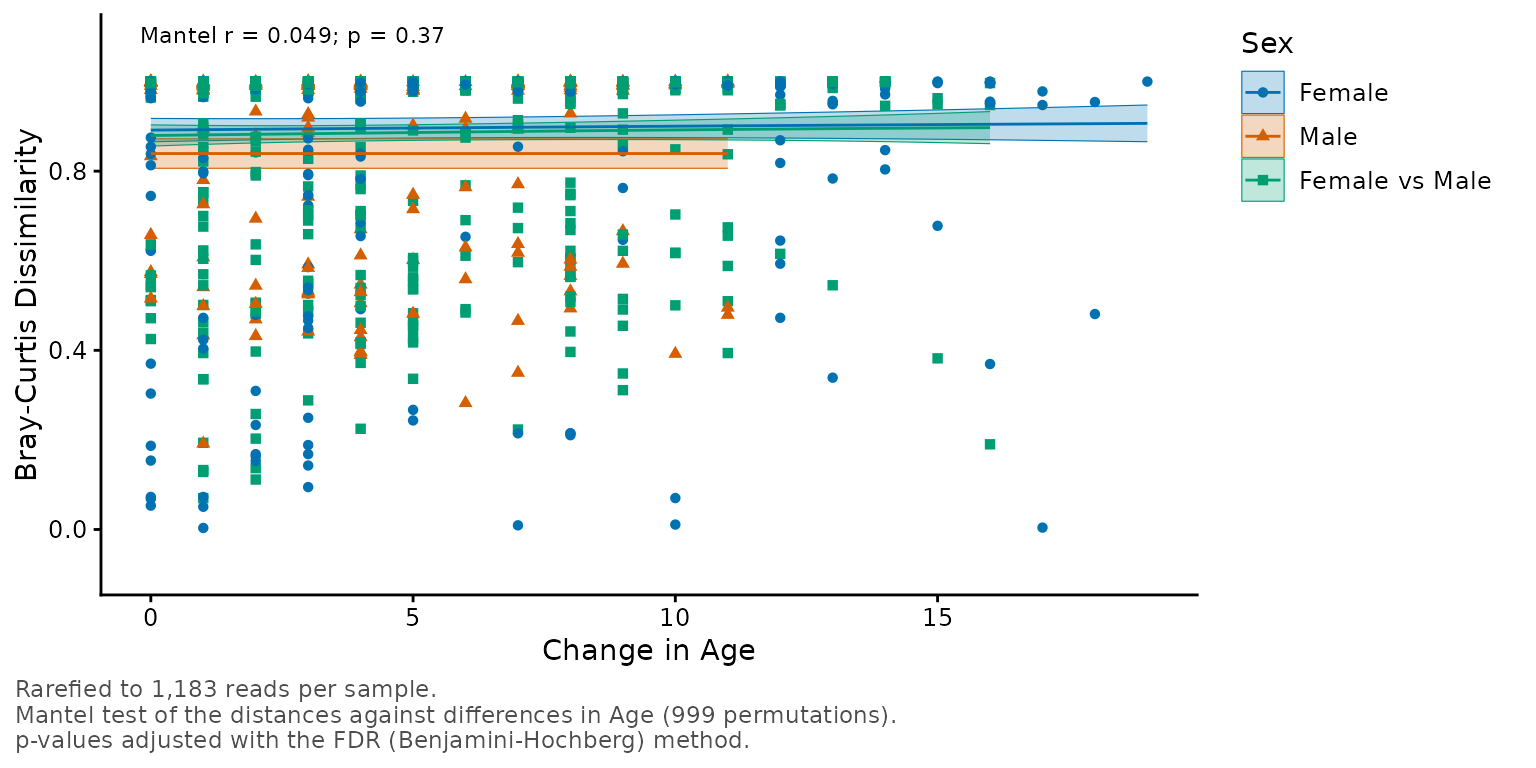 Mantel r = 0.049; p = 0.37
Sex
Female
Male
Female vs Male
Bray-Curtis Dissimilarity
0.8
0.4
0.0
0
5
10
15
Change in Age
Rarefied to 1,183 reads per sample.
Mantel test of the distances against differences in Age (999 permutations).
p-values adjusted with the FDR (Benjamini-Hochberg) method.